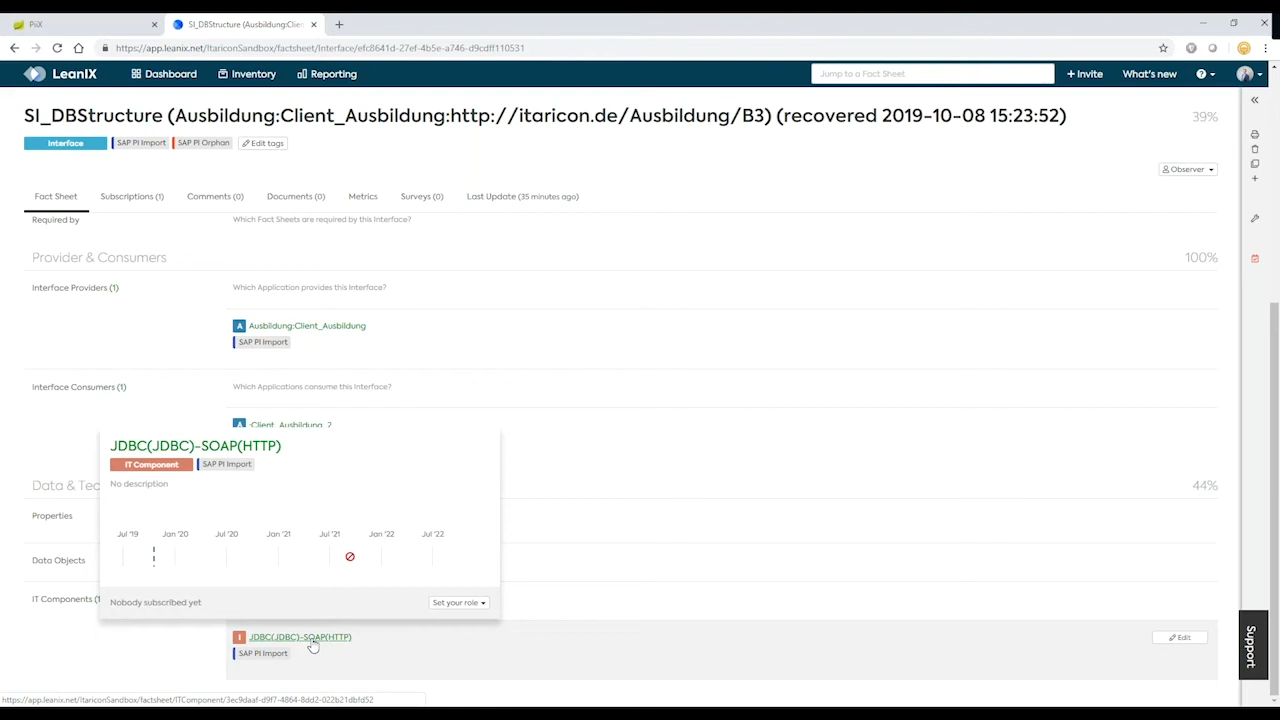 PiiX
SI_DBStructure (Ausbildung:Clien
https://app.leanix.net/ItariconSandbox/factsheet/Interface/efc8641d-27ef-4b5e-a746-d9cdff110531
LeanIX
Dashboard
Inventory
Reporting
Jump to a Fact Sheet
+ Invite
What's new
SI_DBStructure (Ausbildung:Client_Ausbildung:http://itaricon.de/Ausbildung/B3) (recovered 2019-10-08 15:23:52)
39%
Interface
SAP PI Import
SAP PI Orphan
Edit tags
Observer
Fact Sheet
Subscriptions (1)
Comments (0)
Documents (0)
Metrics
Surveys (0)
Last Update (35 minutes ago)
Required by
Which Fact Sheets are required by this Interface?
Provider & Consumers
100%
Interface Providers (1)
Which Application provides this Interface?
A Ausbildung:Client_Ausbildung
SAP PI Import
Interface Consumers (1)
Which Applications consume this Interface?
A :Client_Ausbildung_2
JDBC(JDBC)-SOAP(HTTP)
IT Component
SAP PI Import
No description
Jul '19 Jan '20 Jul '20 Jan '21 Jul '21 Jan '22 Jul '22
Nobody subscribed yet
Set your role
Data & Te
44%
Properties
Data Objects
IT Components (1
I JDBC(JDBC)-SOAP(HTTP)
SAP PI Import
Edit
Support
https://app.leanix.net/ItariconSandbox/factsheet/ITComponent/3ec9daaf-d9f7-4864-8dd2-022b21dbfd52